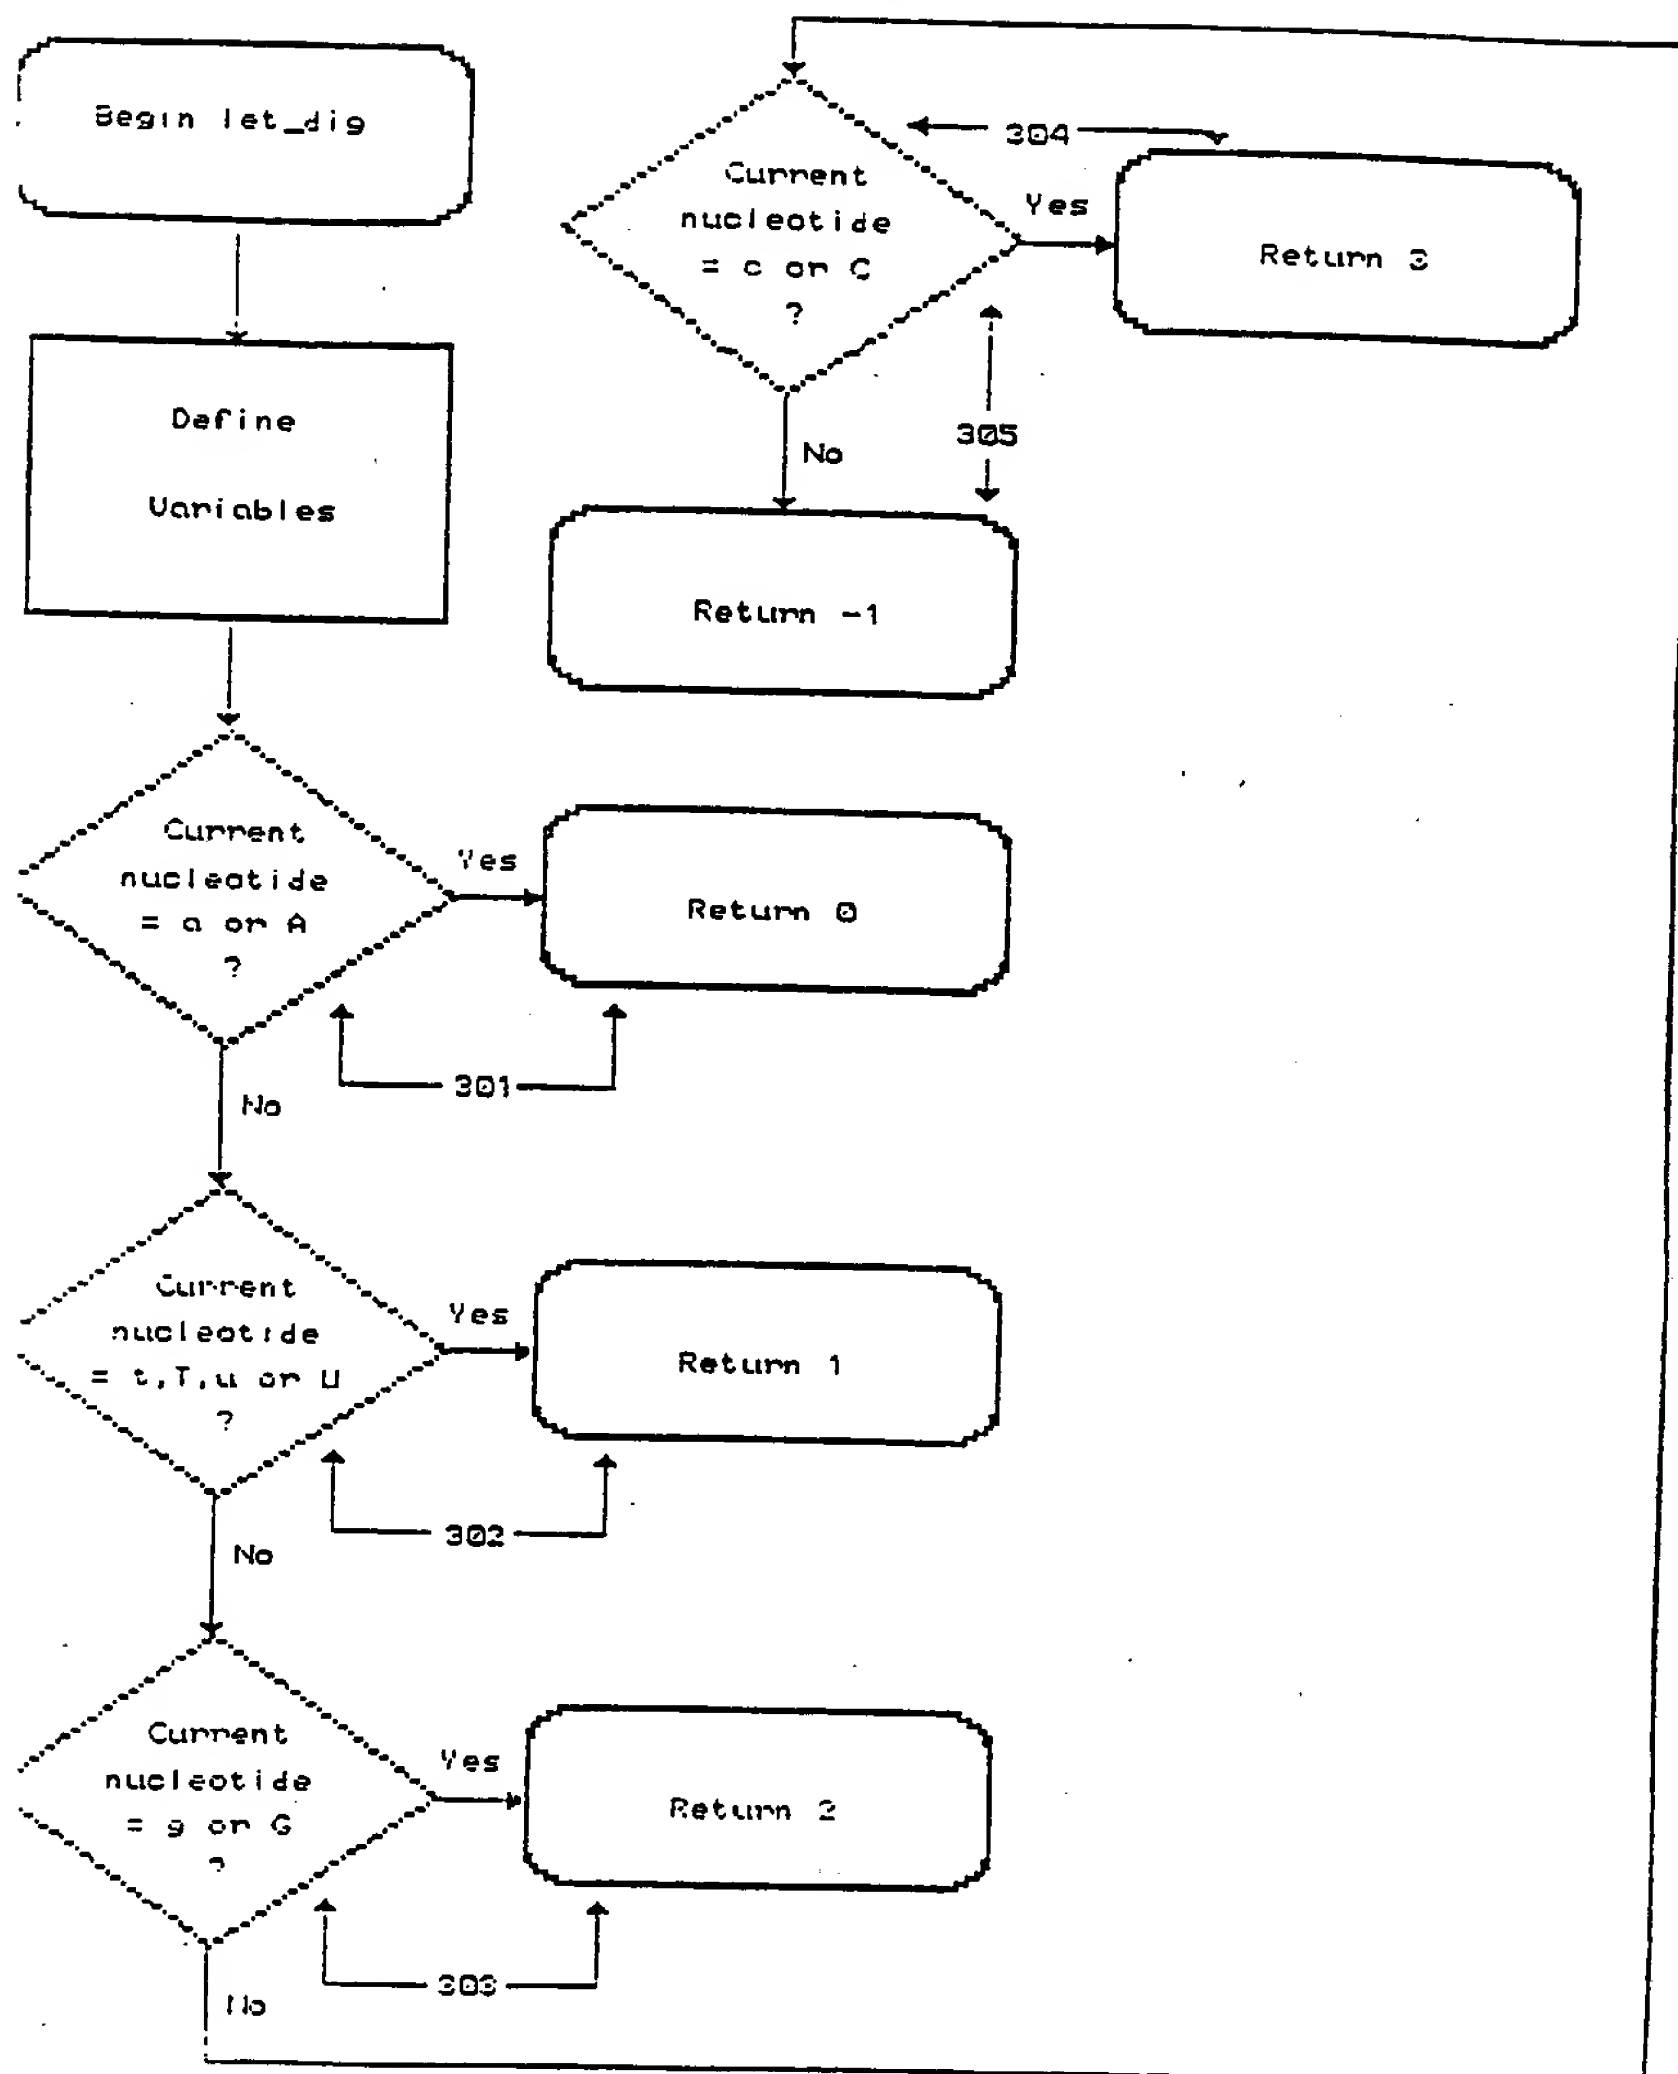 Begin let_dig
Define
Variables
Current
nucleotide
= a or A
?
Yes
Return 0
301
No
Current
nucleotide
= t,T,u or U
?
Yes
Return 1
302
No
Current
nucleotide
= g or G
?
Yes
Return 2
303
No
Current
nucleotide
= c or C
?
304
Yes
Return 3
305
No
Return -1